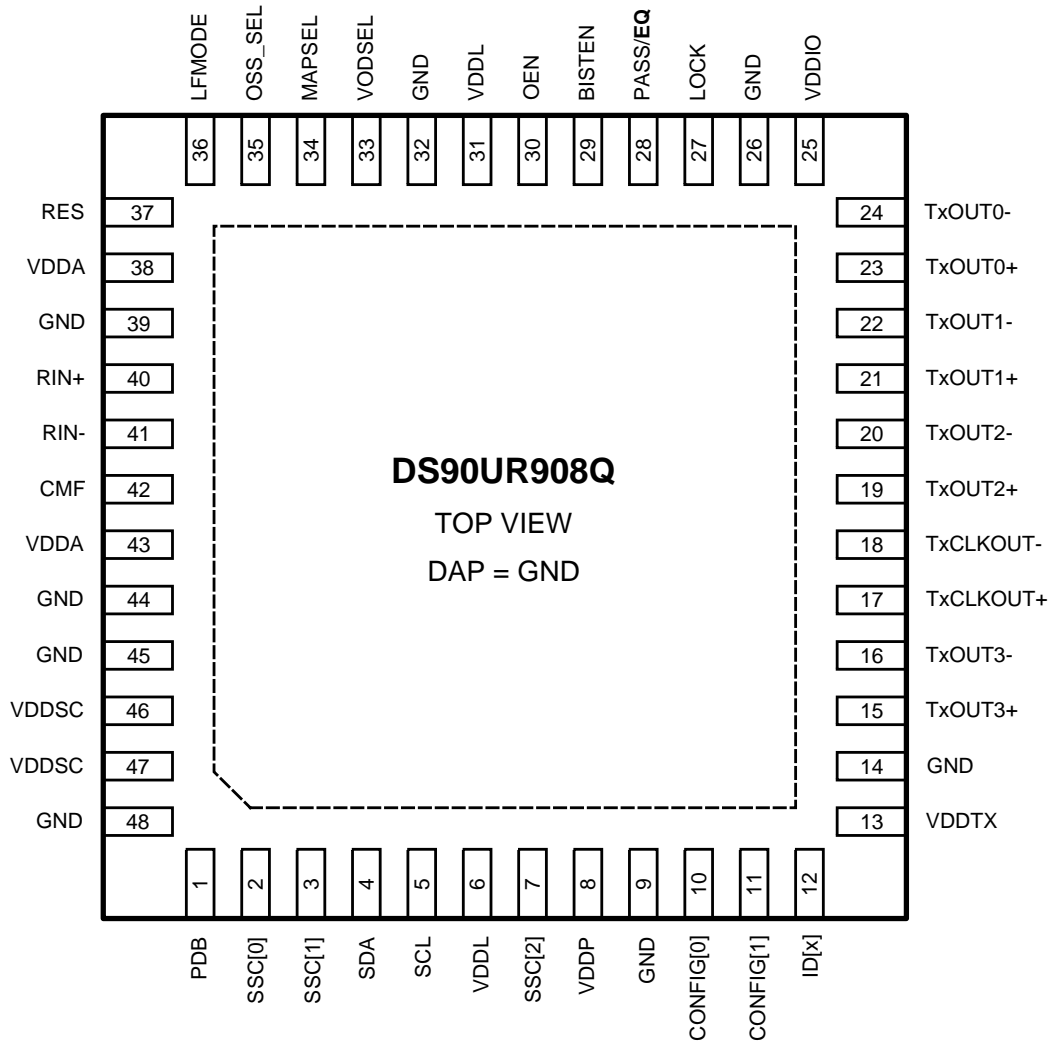 LFMODE
OSS_SEL
MAPSEL
VODSEL
GND
VDDL
OEN
BISTEN
PASS/EQ
LOCK
GND
VDDIO
36
35
34
33
32
31
30
29
28
27
26
25
RES 37
24 TxOUT0-
VDDA 38
23 TxOUT0+
GND 39
22 TxOUT1-
RIN+ 40
21 TxOUT1+
RIN- 41
20 TxOUT2-
CMF 42
19 TxOUT2+
VDDA 43
18 TxCLKOUT-
GND 44
17 TxCLKOUT+
GND 45
16 TxOUT3-
VDDSC 46
15 TxOUT3+
VDDSC 47
14 GND
GND 48
13 VDDTX
DS90UR908Q
TOP VIEW
DAP = GND
1
2
3
4
5
6
7
8
9
10
11
12
PDB
SSC[0]
SSC[1]
SDA
SCL
VDDL
SSC[2]
VDDP
GND
CONFIG[0]
CONFIG[1]
ID[x]